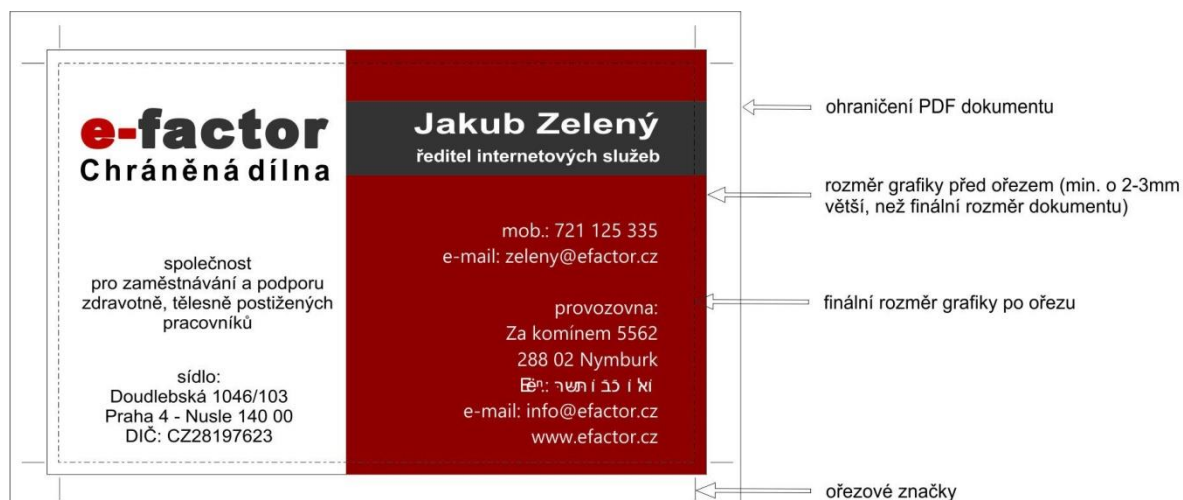 e-factor
Chráněná dílna
společnost
pro zaměstnávání a podporu
zdravotně, tělesně postižených
pracovníků
sídlo:
Doudlebská 1046/103
Praha 4 - Nusle 140 00
DIČ: CZ28197623
Jakub Zelený
ředitel internetových služeb
mob.: 721 125 335
e-mail: zeleny@efactor.cz
provozovna:
Za komínem 5562
288 02 Nymburk
e-mail: info@efactor.cz
www.efactor.cz
ohraničení PDF dokumentu
rozměr grafiky před ořezem (min. o 2-3mm
větší, než finální rozměr dokumentu)
finální rozměr grafiky po ořezu
ořezové značky